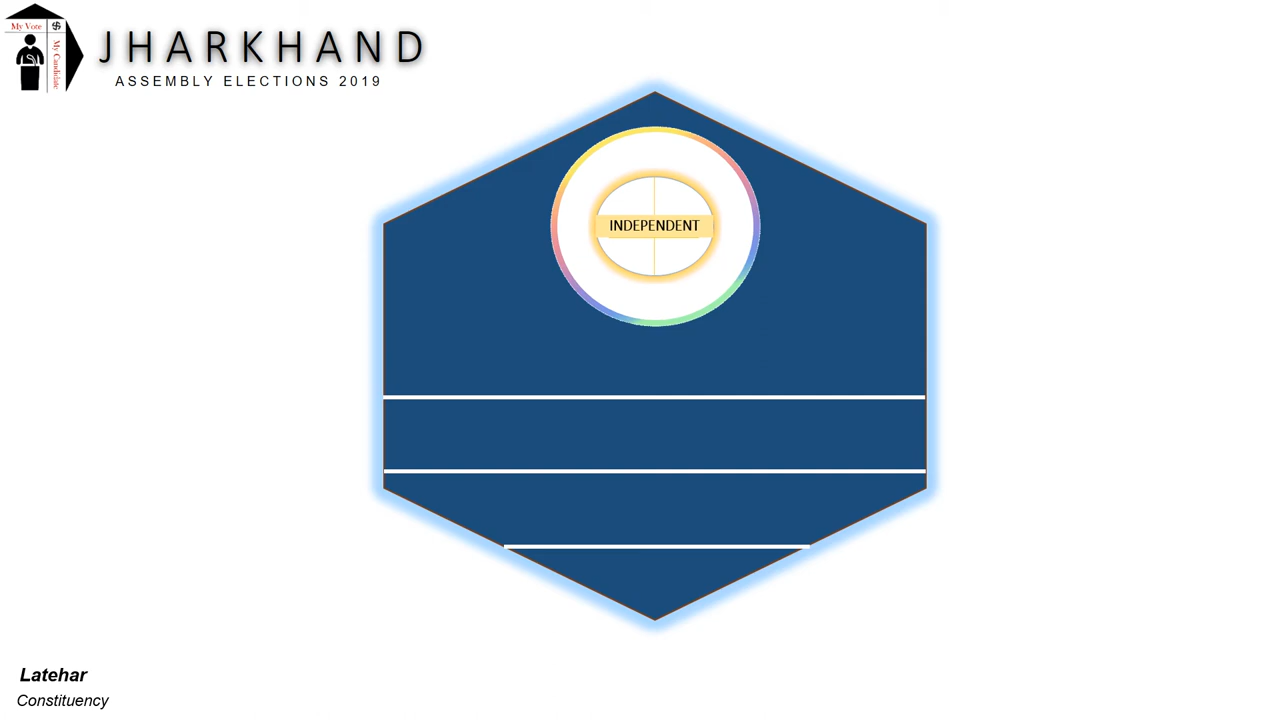 My Vote
My Candidate
JHARKHAND
ASSEMBLY ELECTIONS 2019
INDEPENDENT
Latehar
Constituency